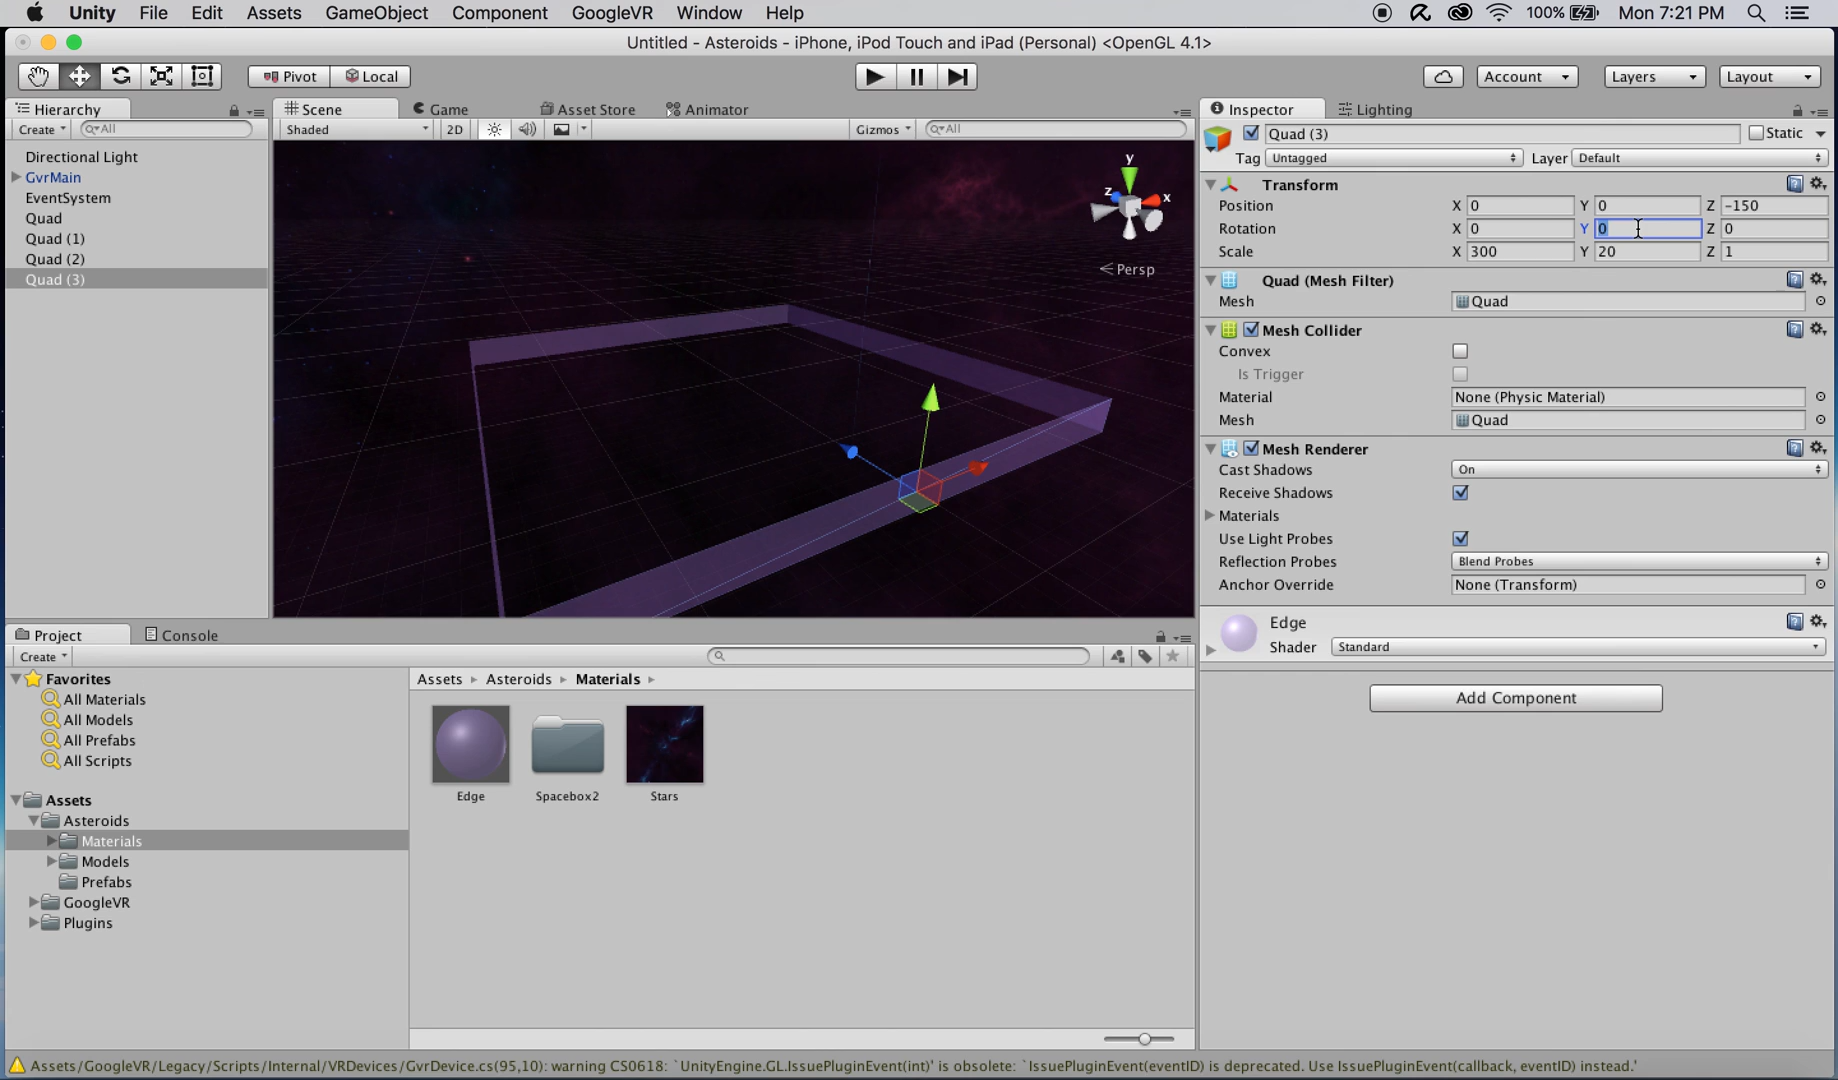 Unity File Edit Assets GameObject Component GoogleVR Window Help 100% Mon 7:21 PM
Untitled - Asteroids - iPhone, iPod Touch and iPad (Personal) <OpenGL 4.1>
Pivot Local Account Layers Layout
Hierarchy Scene Game Asset Store Animator Inspector Lighting
Create All Shaded 2D Gizmos All Quad (3) Static
Tag Untagged Layer Default
Directional Light
GvrMain
EventSystem
Quad
Quad (1)
Quad (2)
Quad (3)
y
z
x
Persp
Transform
Position X 0 Y 0 Z -150
Rotation X 0 Y 0 Z 0
Scale X 300 Y 20 Z 1
Quad (Mesh Filter)
Mesh Quad
Mesh Collider
Convex
Is Trigger
Material None (Physic Material)
Mesh Quad
Mesh Renderer
Cast Shadows On
Receive Shadows
Materials
Use Light Probes
Reflection Probes Blend Probes
Anchor Override None (Transform)
Edge
Shader Standard
Add Component
Project Console
Create
Favorites
All Materials
All Models
All Prefabs
All Scripts
Assets
Asteroids
Materials
Models
Prefabs
GoogleVR
Plugins
Assets Asteroids Materials
Edge Spacebox2 Stars
Assets/GoogleVR/Legacy/Scripts/Internal/VRDevices/GvrDevice.cs(95,10): warning CS0618: `UnityEngine.GL.IssuePluginEvent(int)' is obsolete: `IssuePluginEvent(eventID) is deprecated. Use IssuePluginEvent(callback, eventID) instead.'